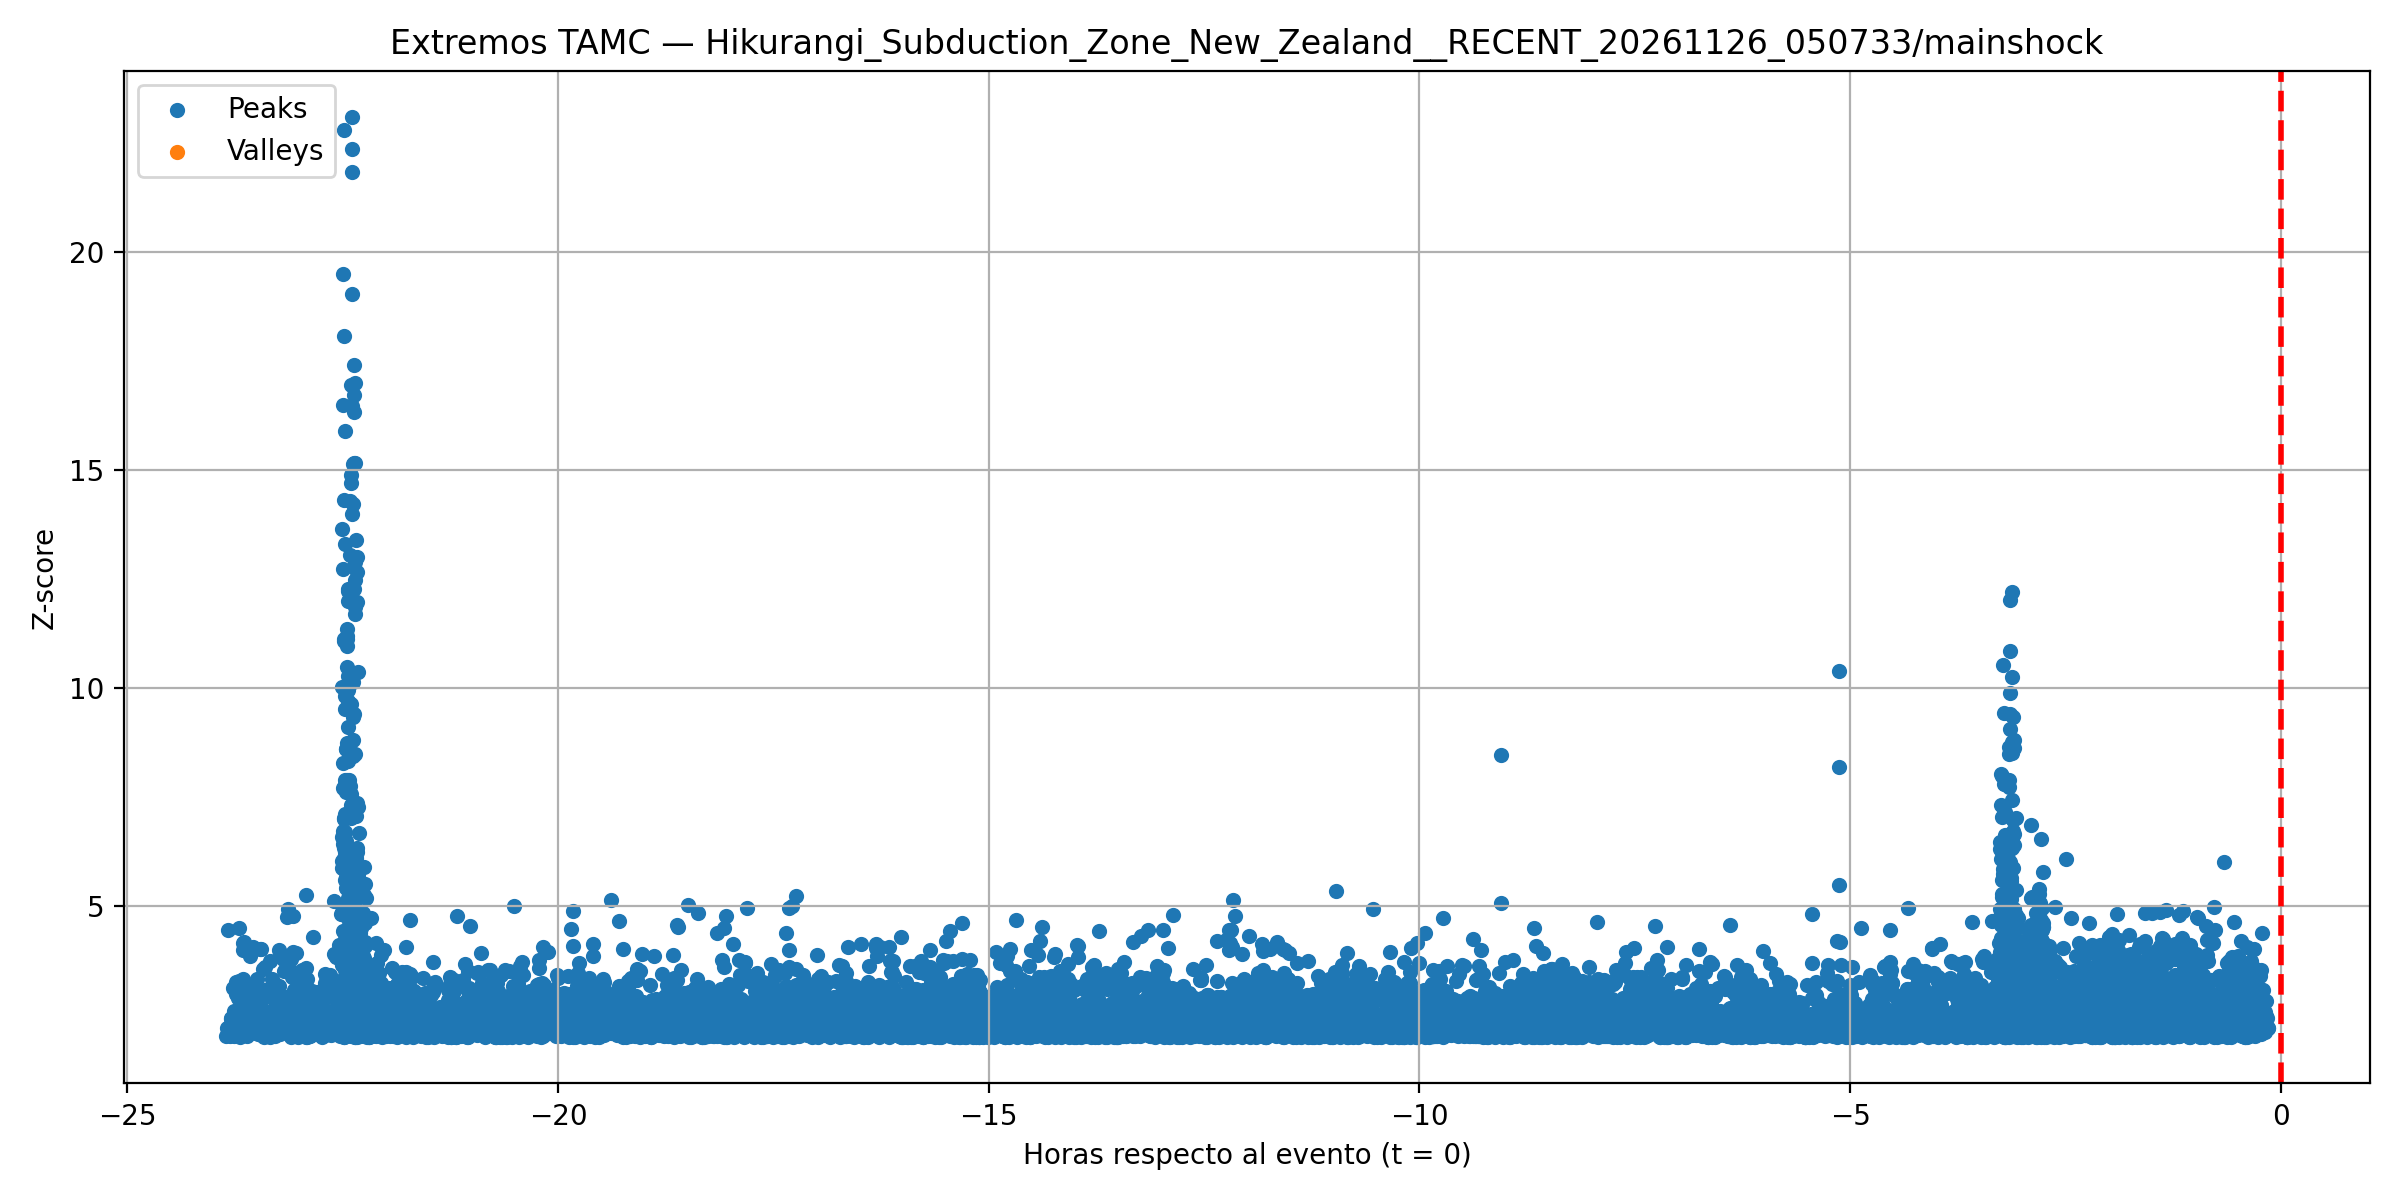 Extremos TAMC — Hikurangi_Subduction_Zone_New_Zealand__RECENT_20261126_050733/mainshock
Peaks
Valleys
20
15
10
5
Z-score
−25
−20
−15
−10
−5
0
Horas respecto al evento (t = 0)